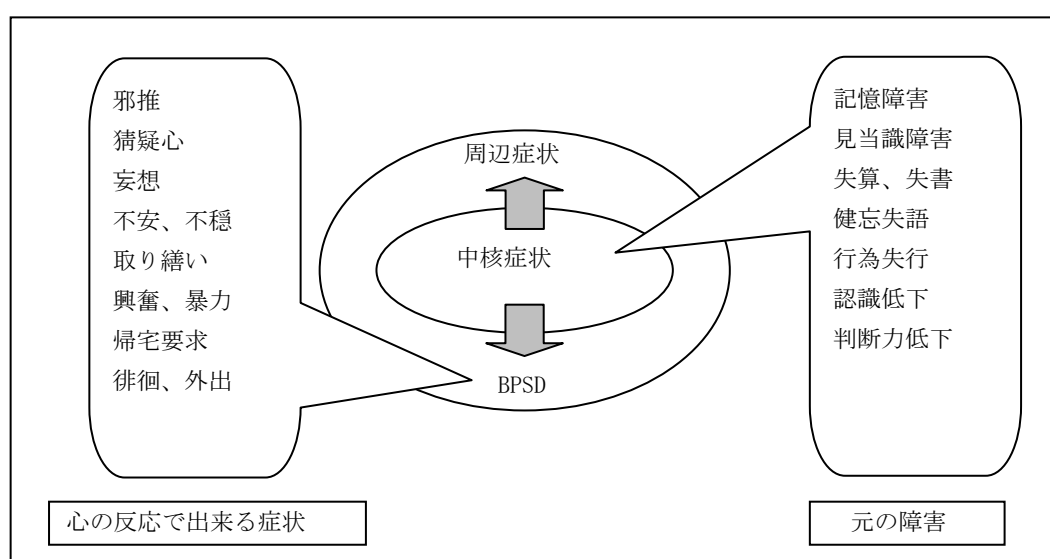 邪推
猜疑心
妄想
不安、不穏
取り繕い
興奮、暴力
帰宅要求
徘徊、外出
周辺症状
中核症状
BPSD
記憶障害
見当識障害
失算、失書
健忘失語
行為失行
認識低下
判断力低下
心の反応で出来る症状
元の障害